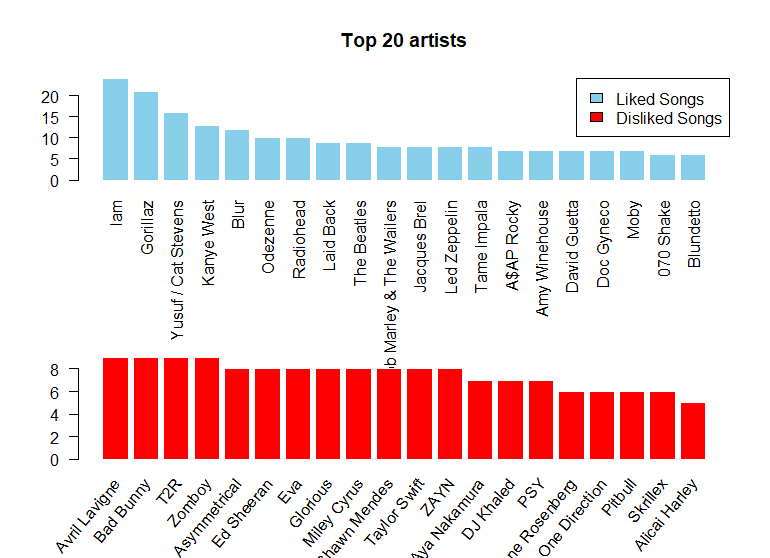 Top 20 artists
Liked Songs
Disliked Songs
20
15
10
5
0
Iam
Gorillaz
Yusuf / Cat Stevens
Kanye West
Blur
Odezenne
Radiohead
Laid Back
The Beatles
ob Marley & The Wailers
Jacques Brel
Led Zeppelin
Tame Impala
A$AP Rocky
Amy Winehouse
David Guetta
Doc Gyneco
Moby
070 Shake
Blundetto
8
6
4
2
0
Avril Lavigne
Bad Bunny
T2R
Zomboy
Asymmetrical
Ed Sheeran
Eva
Glorious
Miley Cyrus
Shawn Mendes
Taylor Swift
ZAYN
Aya Nakamura
DJ Khaled
PSY
ne Rosenberg
One Direction
Pitbull
Skrillex
Alicai Harley